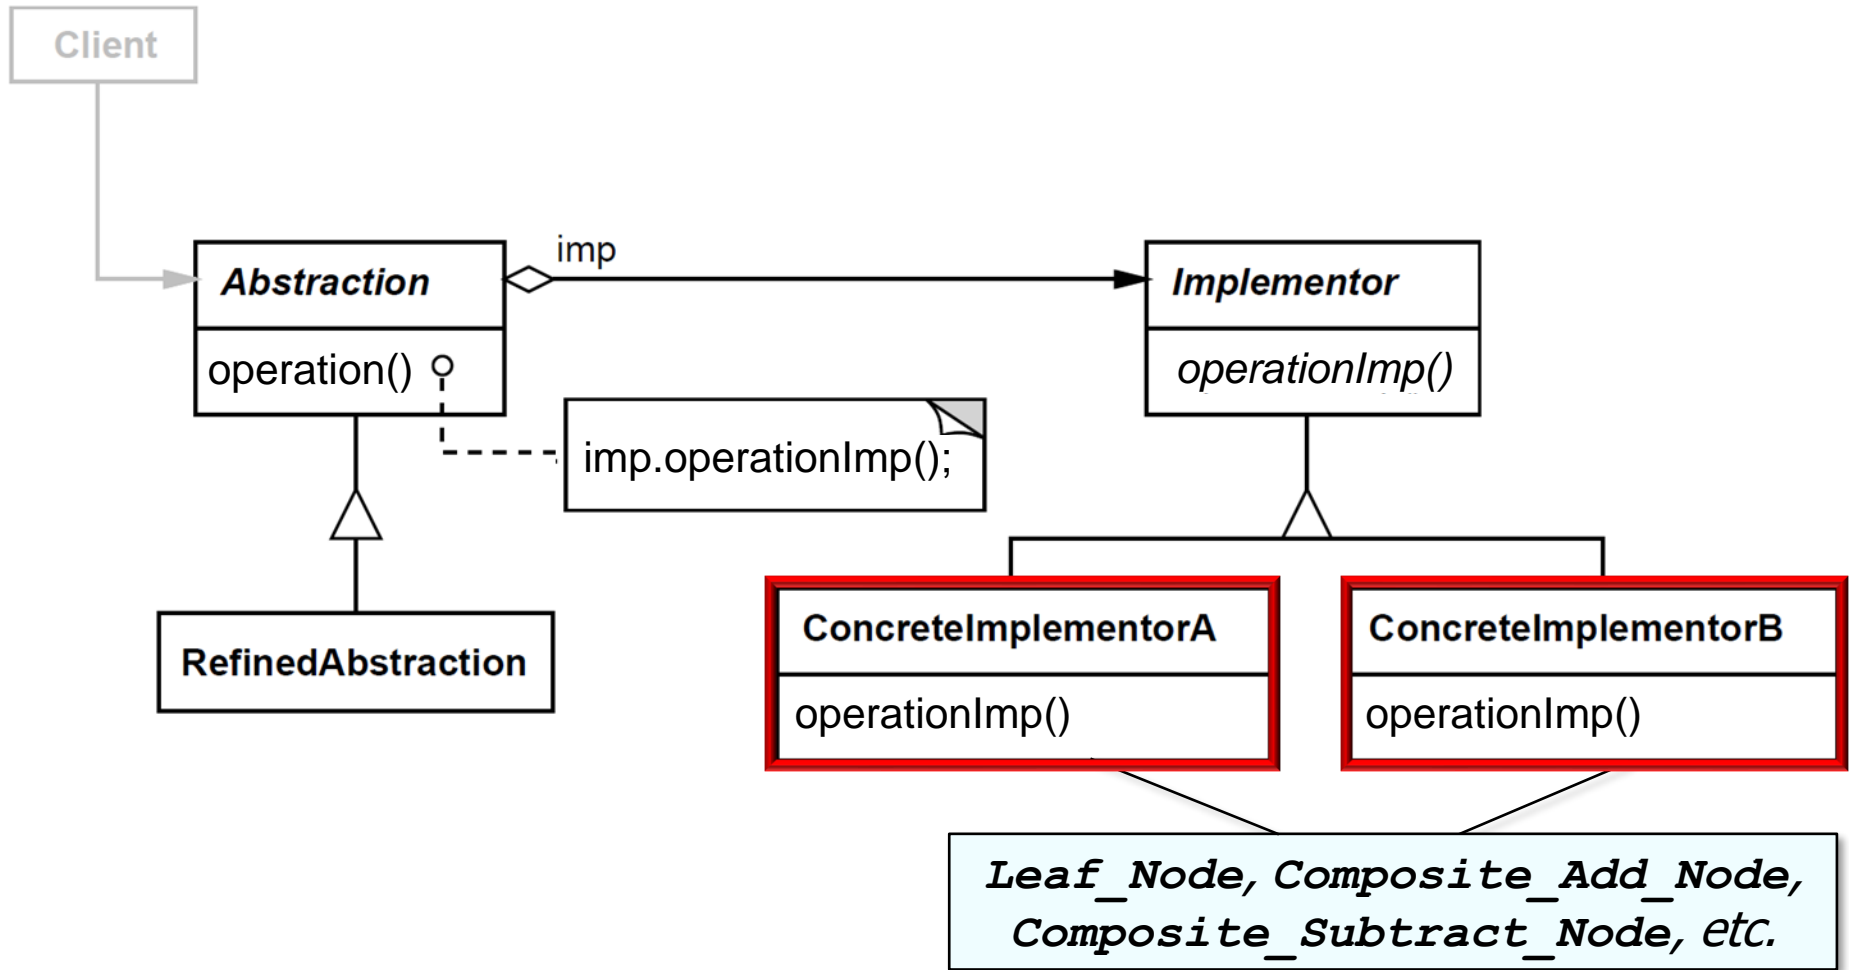 Client
imp
Abstraction
Implementor
operation()
operationImp()
imp.operationImp();
ConcreteImplementorA
ConcreteImplementorB
RefinedAbstraction
operationImp()
operationImp()
Leaf_Node, Composite_Add_Node,
Composite_Subtract_Node, etc.